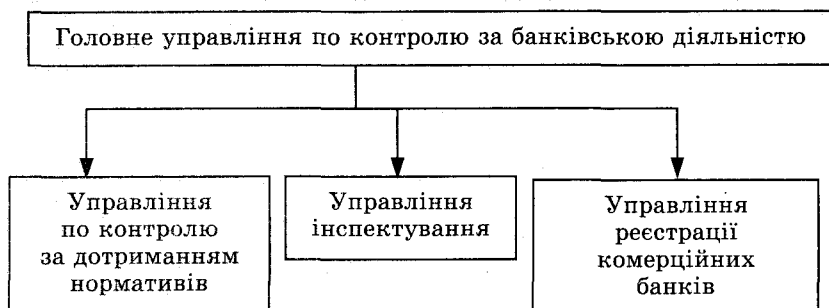 Головне управління по контролю за банківською діяльністю
Управління
по контролю
за дотриманням
нормативів
Управління
інспектування
Управління
реєстрації
комерційних
банків